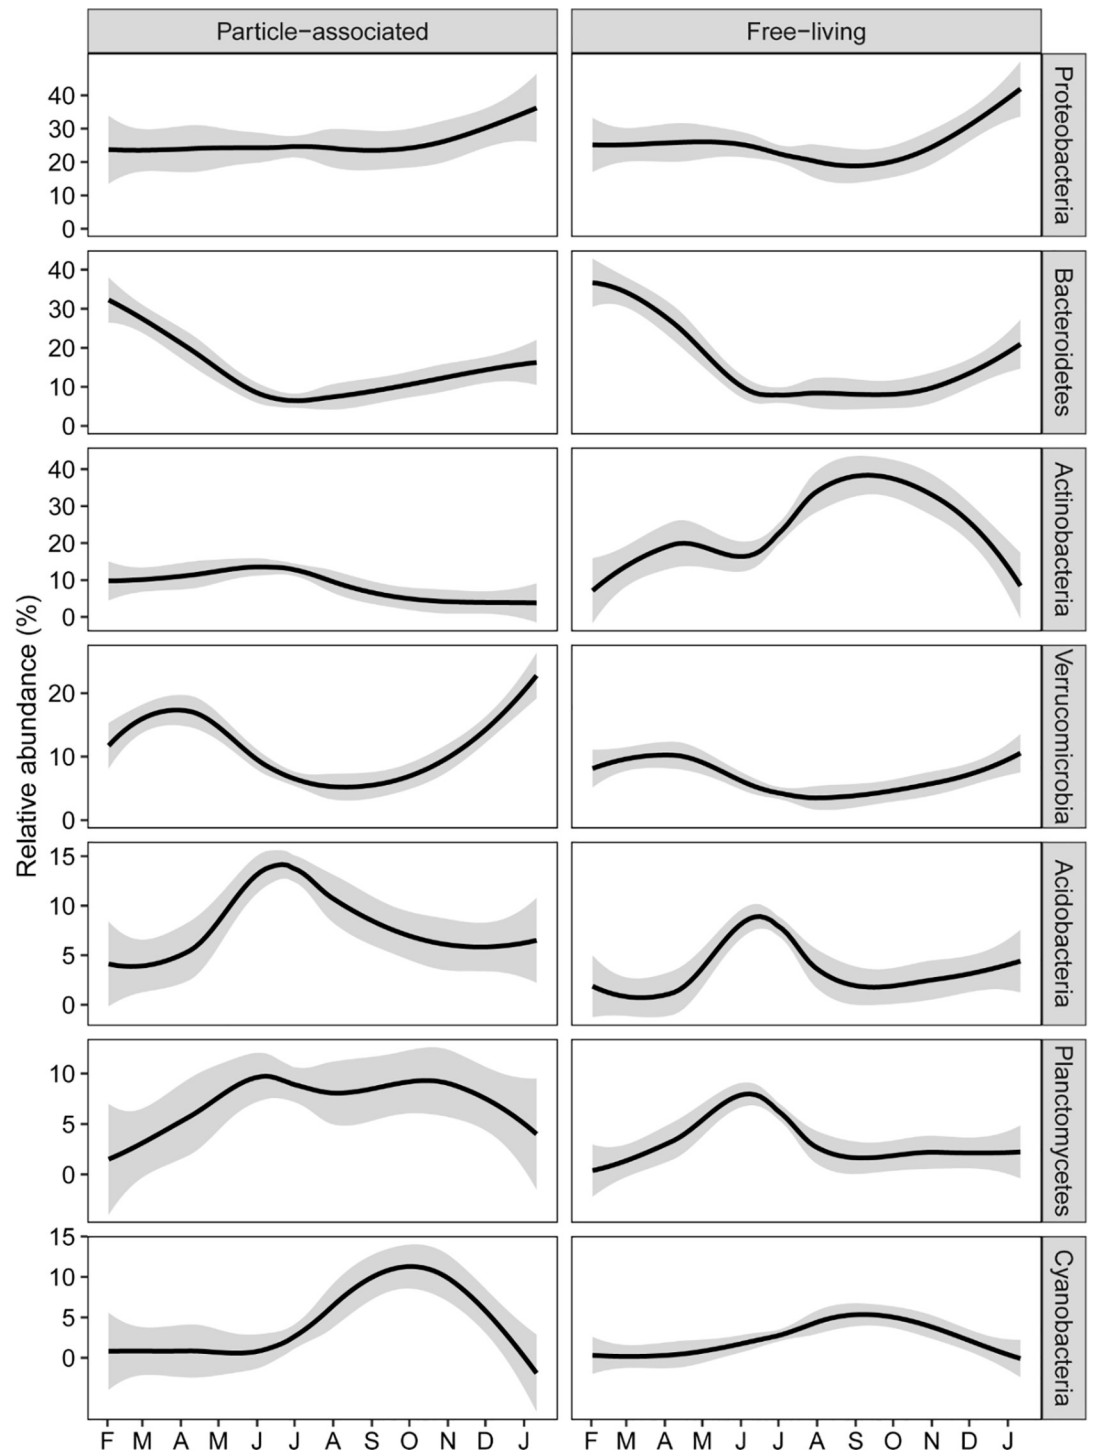 Particle−associated
Free−living
Relative abundance (%)
40
30
20
10
0
Proteobacteria
40
30
20
10
0
Bacteroidetes
40
30
20
10
0
Actinobacteria
20
10
0
Verrucomicrobia
15
10
5
0
Acidobacteria
10
5
0
Planctomycetes
15
10
5
0
Cyanobacteria
F M A M J J A S O N D J
F M A M J J A S O N D J